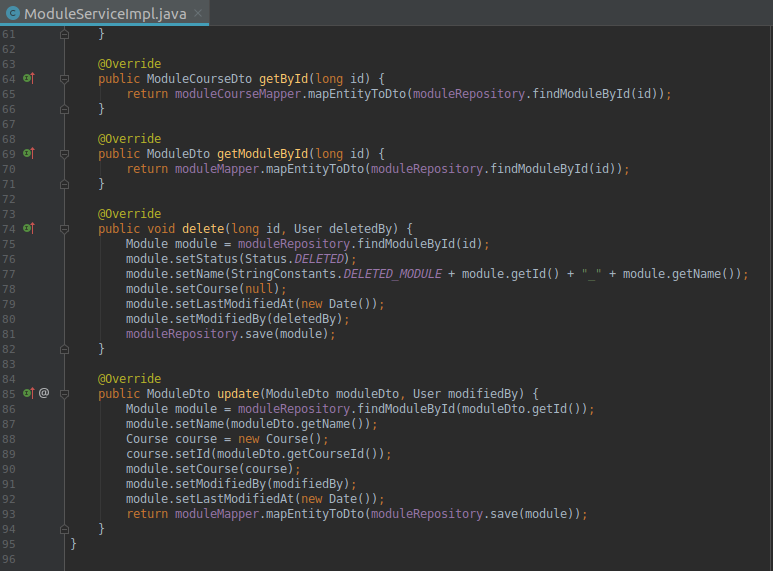 ModuleServiceImpl.java
61 }
62
63 @Override
64 public ModuleCourseDto getById(long id) {
65 return moduleCourseMapper.mapEntityToDto(moduleRepository.findModuleById(id));
66 }
67
68 @Override
69 public ModuleDto getModuleById(long id) {
70 return moduleMapper.mapEntityToDto(moduleRepository.findModuleById(id));
71 }
72
73 @Override
74 public void delete(long id, User deletedBy) {
75 Module module = moduleRepository.findModuleById(id);
76 module.setStatus(Status.DELETED);
77 module.setName(StringConstants.DELETED_MODULE + module.getId() + "_" + module.getName());
78 module.setCourse(null);
79 module.setLastModifiedAt(new Date());
80 module.setModifiedBy(deletedBy);
81 moduleRepository.save(module);
82 }
83
84 @Override
85 @ public ModuleDto update(ModuleDto moduleDto, User modifiedBy) {
86 Module module = moduleRepository.findModuleById(moduleDto.getId());
87 module.setName(moduleDto.getName());
88 Course course = new Course();
89 course.setId(moduleDto.getCourseId());
90 module.setCourse(course);
91 module.setModifiedBy(modifiedBy);
92 module.setLastModifiedAt(new Date());
93 return moduleMapper.mapEntityToDto(moduleRepository.save(module));
94 }
95 }
96